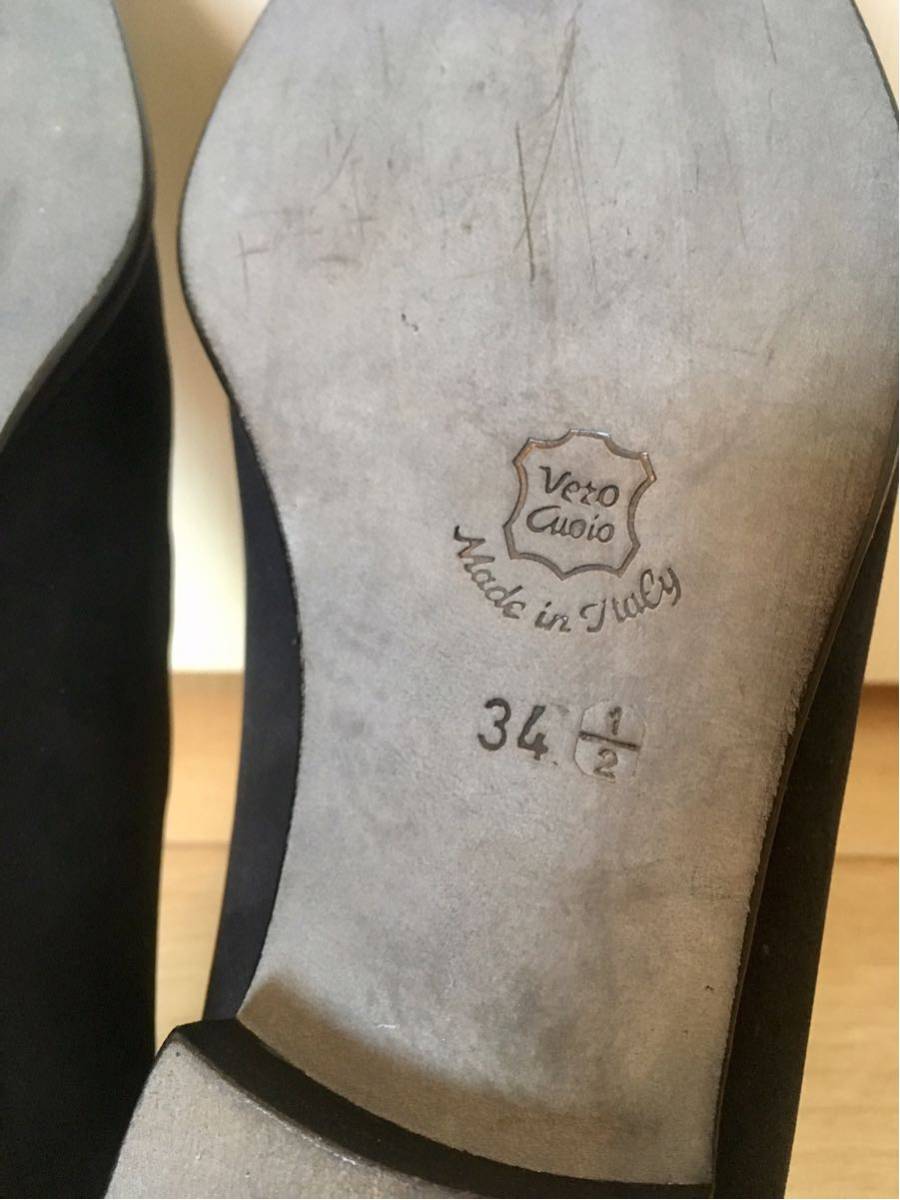 Vero
Cuoio
Made in Italy
34 1/2